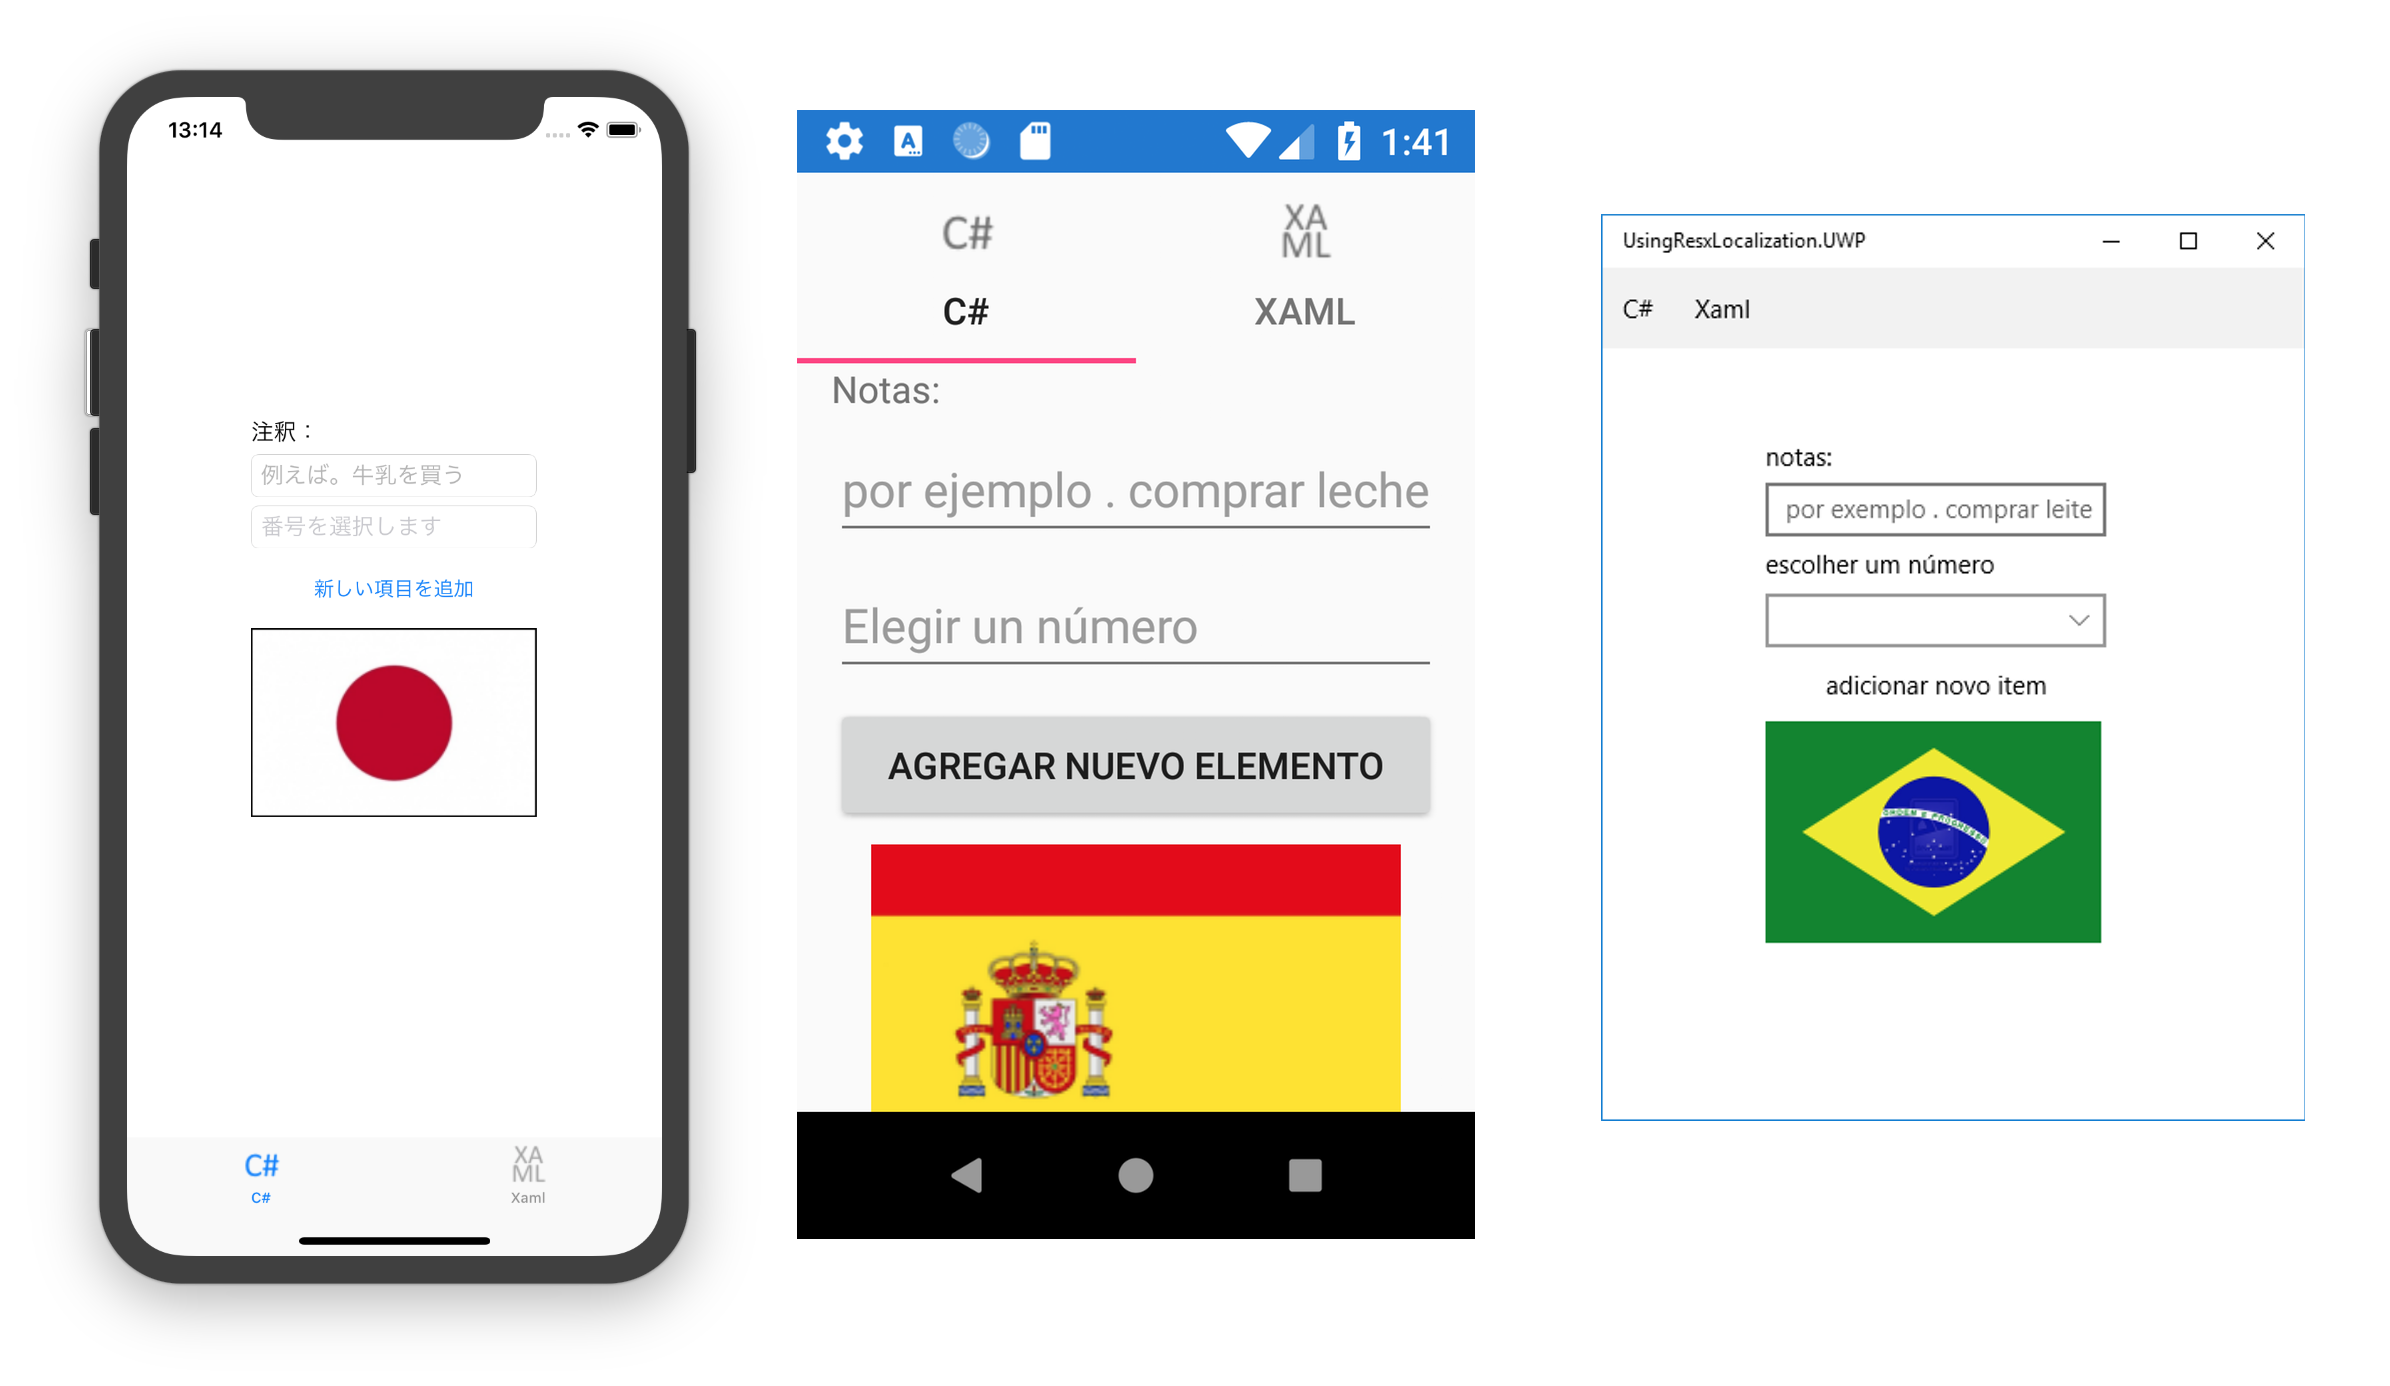 13:14
注釈：
例えば。牛乳を買う
番号を選択します
新しい項目を追加
C#
XA
ML
C#
Xaml
A
1:41
C#
XA
ML
C#
XAML
Notas:
por ejemplo . comprar leche
Elegir un número
AGREGAR NUEVO ELEMENTO
UsingResxLocalization.UWP
C# Xaml
notas:
por exemplo . comprar leite
escolher um número
adicionar novo item
ORDEM E PROGRESSO